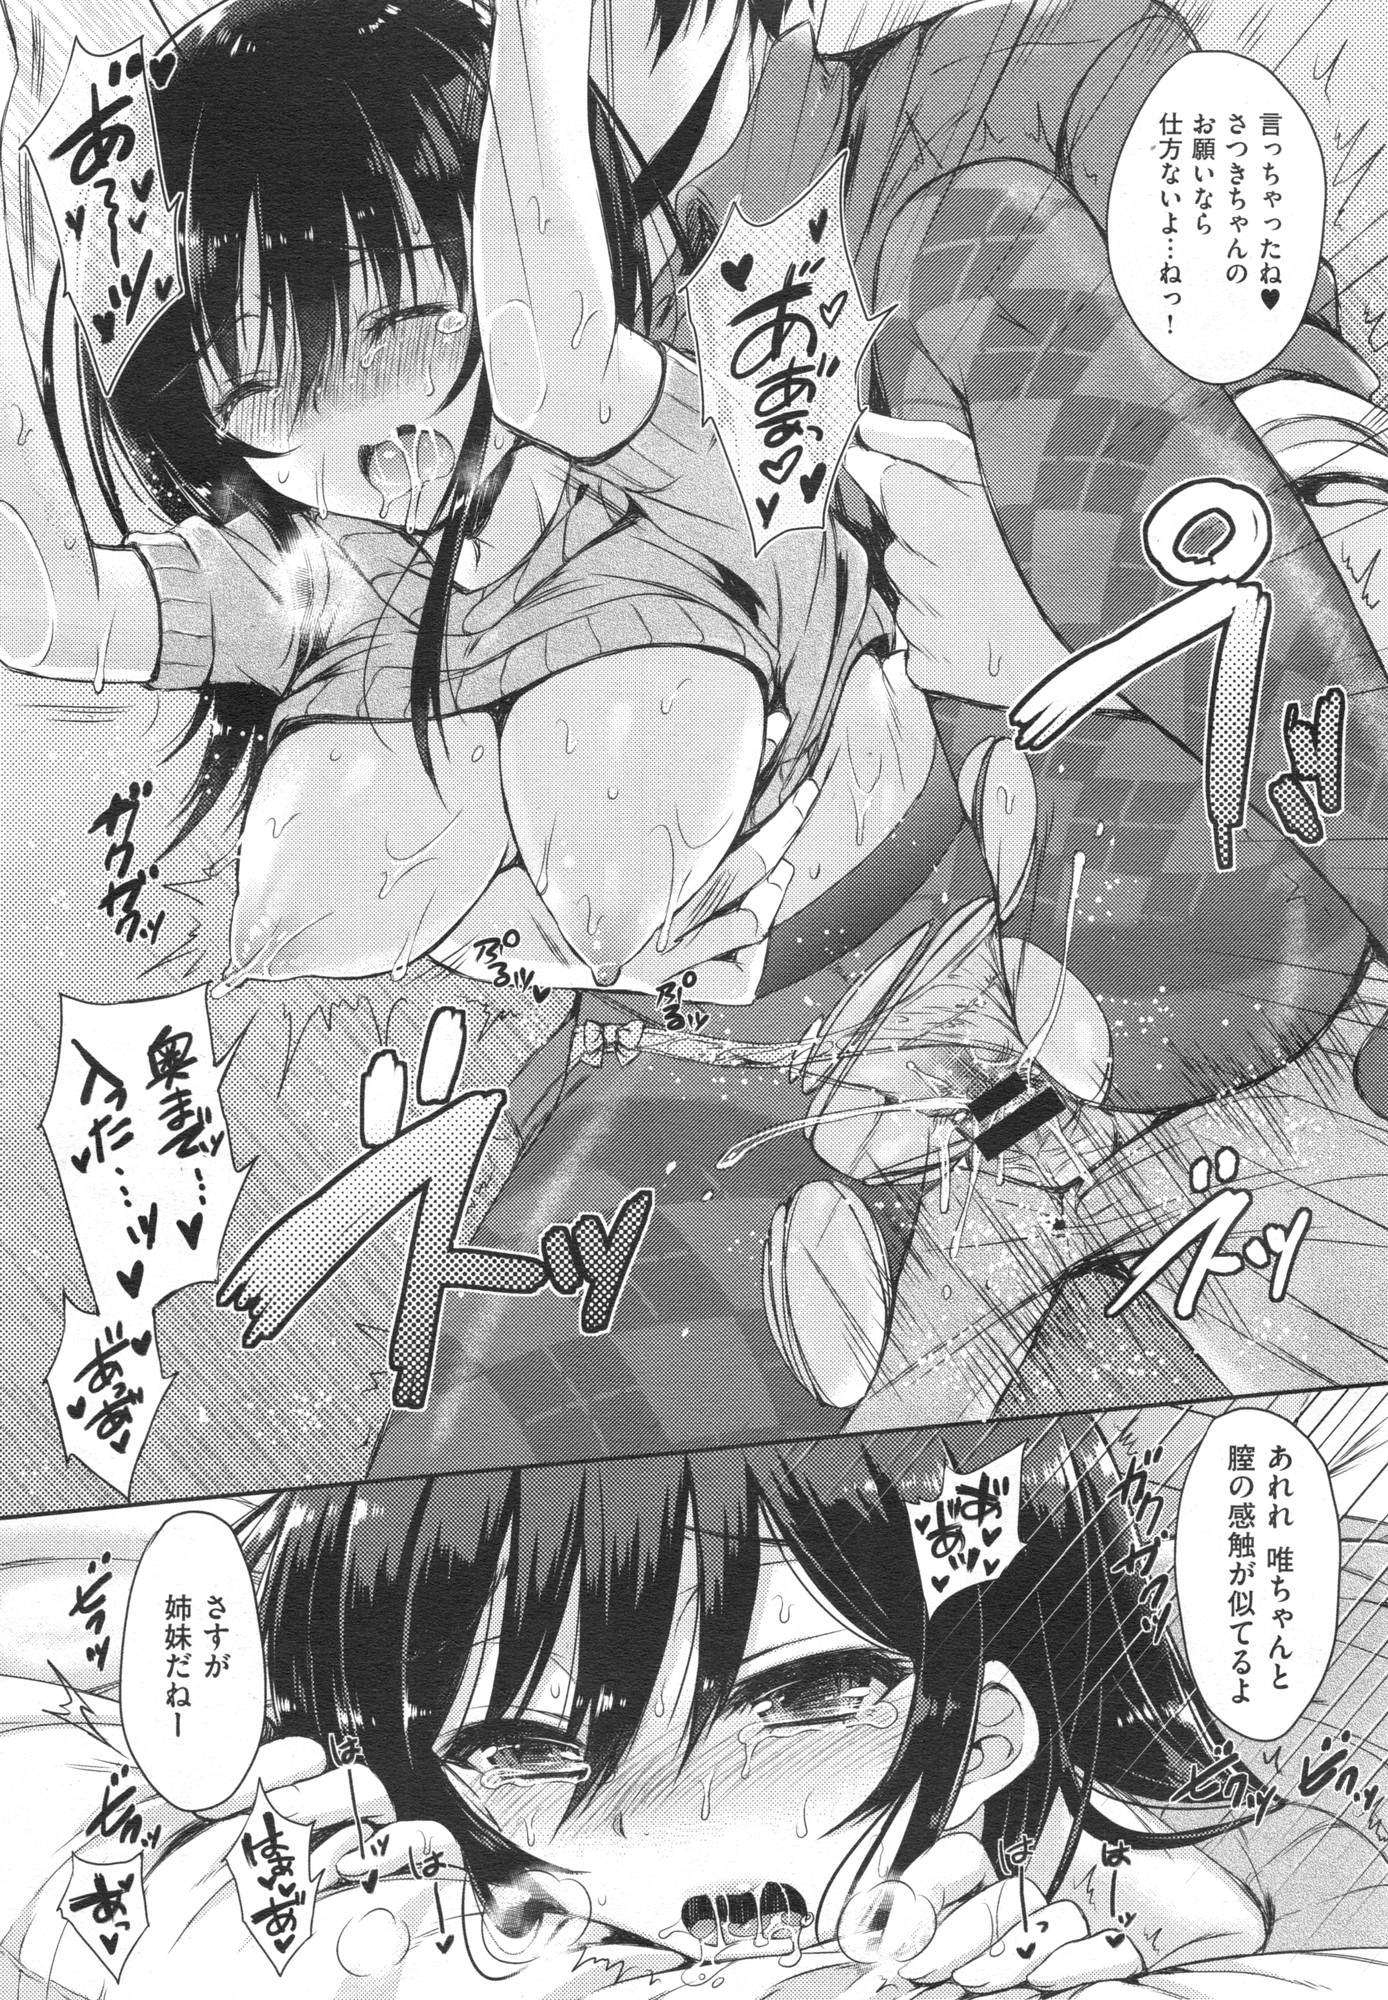 言っちゃったね♥
さつきちゃんの
お願いなら
仕方ないよ…ねっ！
あ゛あ゛あっ
あ゛〜〜ッ
ガクガクッ
ぷるッ
ぷるッ
奥までッ…
入った…ッ
あ゛あっあ゛
ズッ
あれれ 唯ちゃんと
膣の感触が似てるよ
さすが
姉妹だねー
ガクガクッ
ビクッ
ビクッ
ビクッ
ビクッ
は
は
は
は
あ゛っ